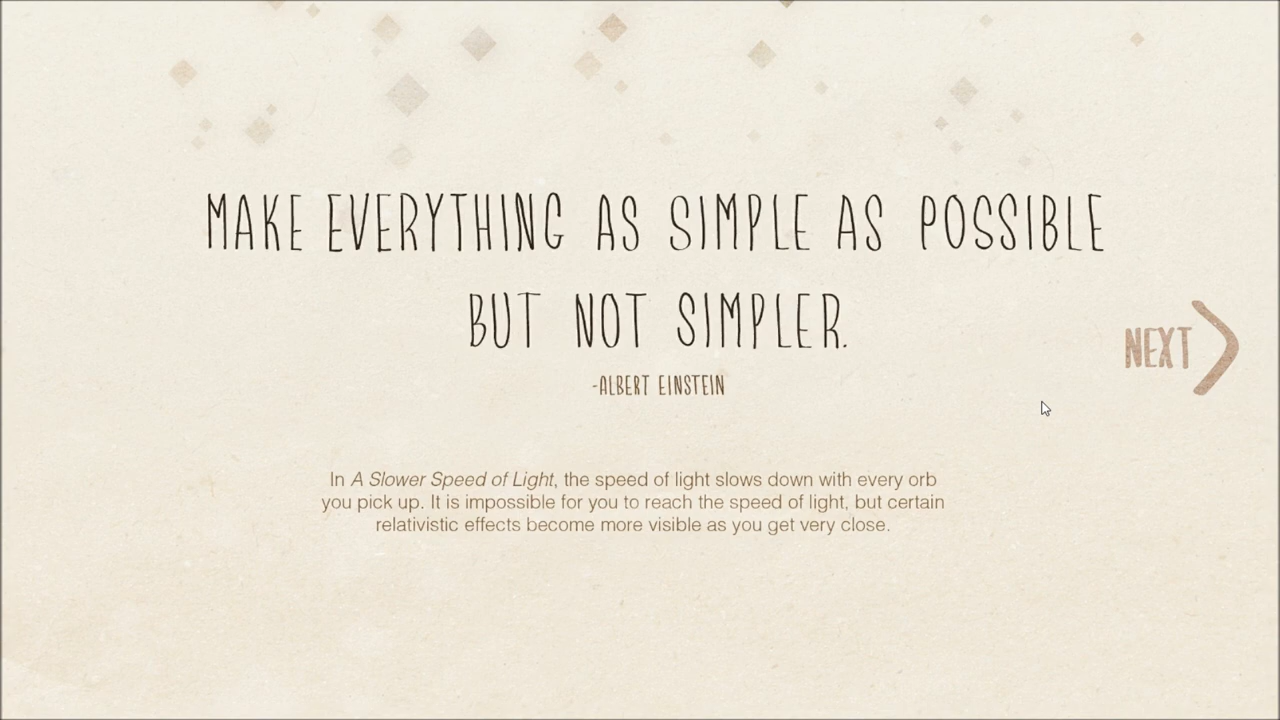 MAKE EVERYTHING AS SIMPLE AS POSSIBLE
BUT NOT SIMPLER.
-ALBERT EINSTEIN
NEXT
In A Slower Speed of Light, the speed of light slows down with every orb
you pick up. It is impossible for you to reach the speed of light, but certain
relativistic effects become more visible as you get very close.